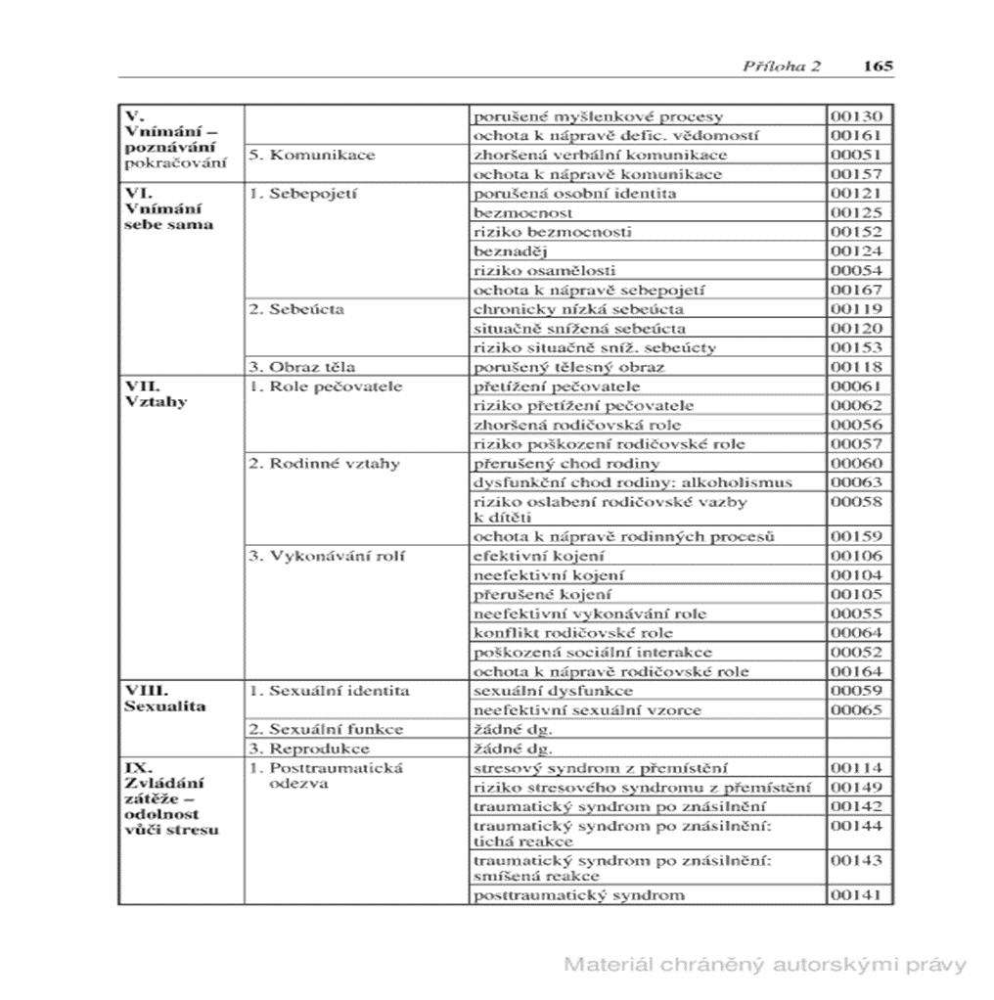 Příloha 2 165
V. porušené myšlenkové procesy 00130
Vnímání –
poznávání ochota k nápravě defic. vědomostí 00161
pokračování 5. Komunikace zhoršená verbální komunikace 00051
ochota k nápravě komunikace 00157
VI. 1. Sebepojetí porušená osobní identita 00121
Vnímání bezmocnost 00125
sebe sama riziko bezmocnosti 00152
beznaděj 00124
riziko osamělosti 00054
ochota k nápravě sebepojetí 00167
2. Sebeúcta chronicky nízká sebeúcta 00119
situačně snížená sebeúcta 00120
riziko situačně sníž. sebeúcty 00153
3. Obraz těla porušený tělesný obraz 00118
VII. 1. Role pečovatele přetížení pečovatele 00061
Vztahy riziko přetížení pečovatele 00062
zhoršená rodičovská role 00056
riziko poškození rodičovské role 00057
2. Rodinné vztahy přerušený chod rodiny 00060
dysfunkční chod rodiny: alkoholismus 00063
riziko oslabení rodičovské vazby 00058
k dítěti
ochota k nápravě rodinných procesů 00159
3. Vykonávání rolí efektivní kojení 00106
neefektivní kojení 00104
přerušené kojení 00105
neefektivní vykonávání role 00055
konflikt rodičovské role 00064
poškozená sociální interakce 00052
ochota k nápravě rodičovské role 00164
VIII. 1. Sexuální identita sexuální dysfunkce 00059
Sexualita neefektivní sexuální vzorce 00065
2. Sexuální funkce žádné dg.
3. Reprodukce žádné dg.
IX. 1. Posttraumatická stresový syndrom z přemístění 00114
Zvládání odezva riziko stresového syndromu z přemístění 00149
zátěže – traumatický syndrom po znásilnění 00142
odolnost
vůči stresu traumatický syndrom po znásilnění: 00144
tichá reakce
traumatický syndrom po znásilnění: 00143
smíšená reakce
posttraumatický syndrom 00141
Materiál chráněný autorskými právy